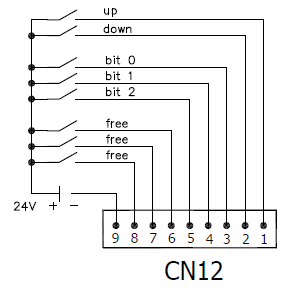 up
down
bit 0
bit 1
bit 2
free
free
free
24V + -
9 8 7 6 5 4 3 2 1
CN12